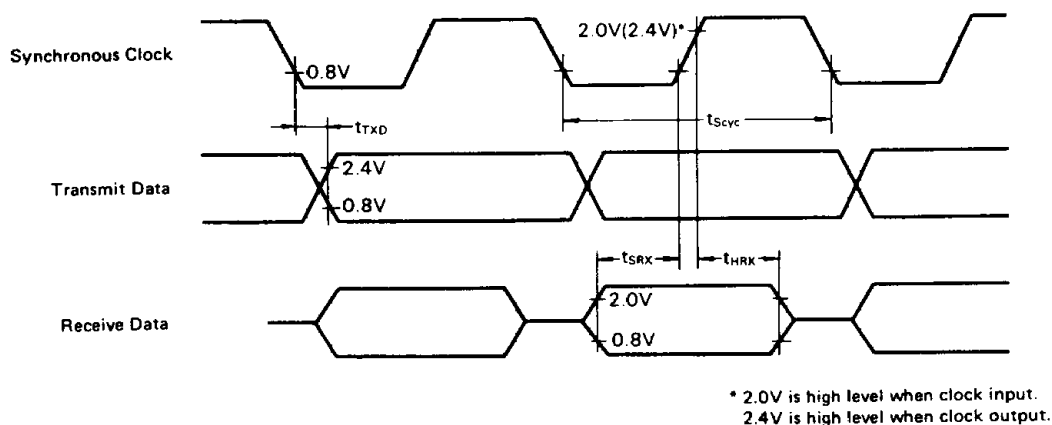 2.0V(2.4V)*
Synchronous Clock
0.8V
tScyc
tTXD
2.4V
Transmit Data
0.8V
tSRX
tHRX
2.0V
Receive Data
0.8V
* 2.0V is high level when clock input.
2.4V is high level when clock output.